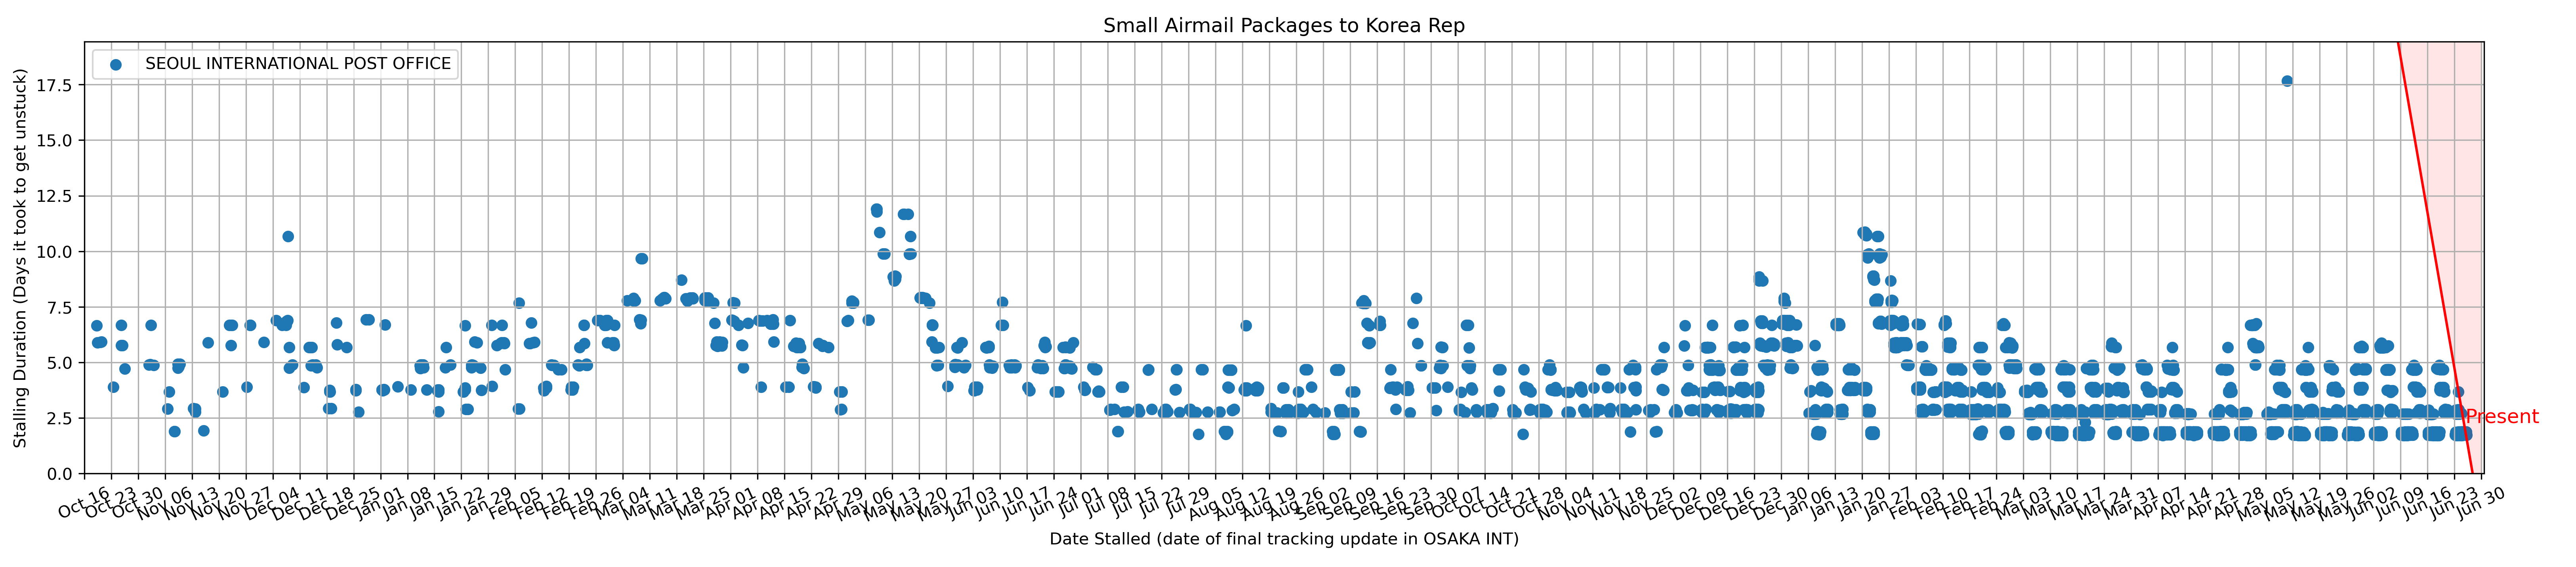 Small Airmail Packages to Korea Rep
SEOUL INTERNATIONAL POST OFFICE
Stalling Duration (Days it took to get unstuck)
17.5
15.0
12.5
10.0
7.5
5.0
2.5
0.0
Present
Oct 16
Oct 23
Oct 30
Nov 06
Nov 13
Nov 20
Nov 27
Dec 04
Dec 11
Dec 18
Dec 25
Jan 01
Jan 08
Jan 15
Jan 22
Jan 29
Feb 05
Feb 12
Feb 19
Feb 26
Mar 04
Mar 11
Mar 18
Mar 25
Apr 01
Apr 08
Apr 15
Apr 22
Apr 29
May 06
May 13
May 20
May 27
Jun 03
Jun 10
Jun 17
Jun 24
Jul 01
Jul 08
Jul 15
Jul 22
Jul 29
Aug 05
Aug 12
Aug 19
Aug 26
Sep 02
Sep 09
Sep 16
Sep 23
Sep 30
Oct 07
Oct 14
Oct 21
Oct 28
Nov 04
Nov 11
Nov 18
Nov 25
Dec 02
Dec 09
Dec 16
Dec 23
Dec 30
Jan 06
Jan 13
Jan 20
Jan 27
Feb 03
Feb 10
Feb 17
Feb 24
Mar 03
Mar 10
Mar 17
Mar 24
Mar 31
Apr 07
Apr 14
Apr 21
Apr 28
May 05
May 12
May 19
May 26
Jun 02
Jun 09
Jun 16
Jun 23
Jun 30
Date Stalled (date of final tracking update in OSAKA INT)